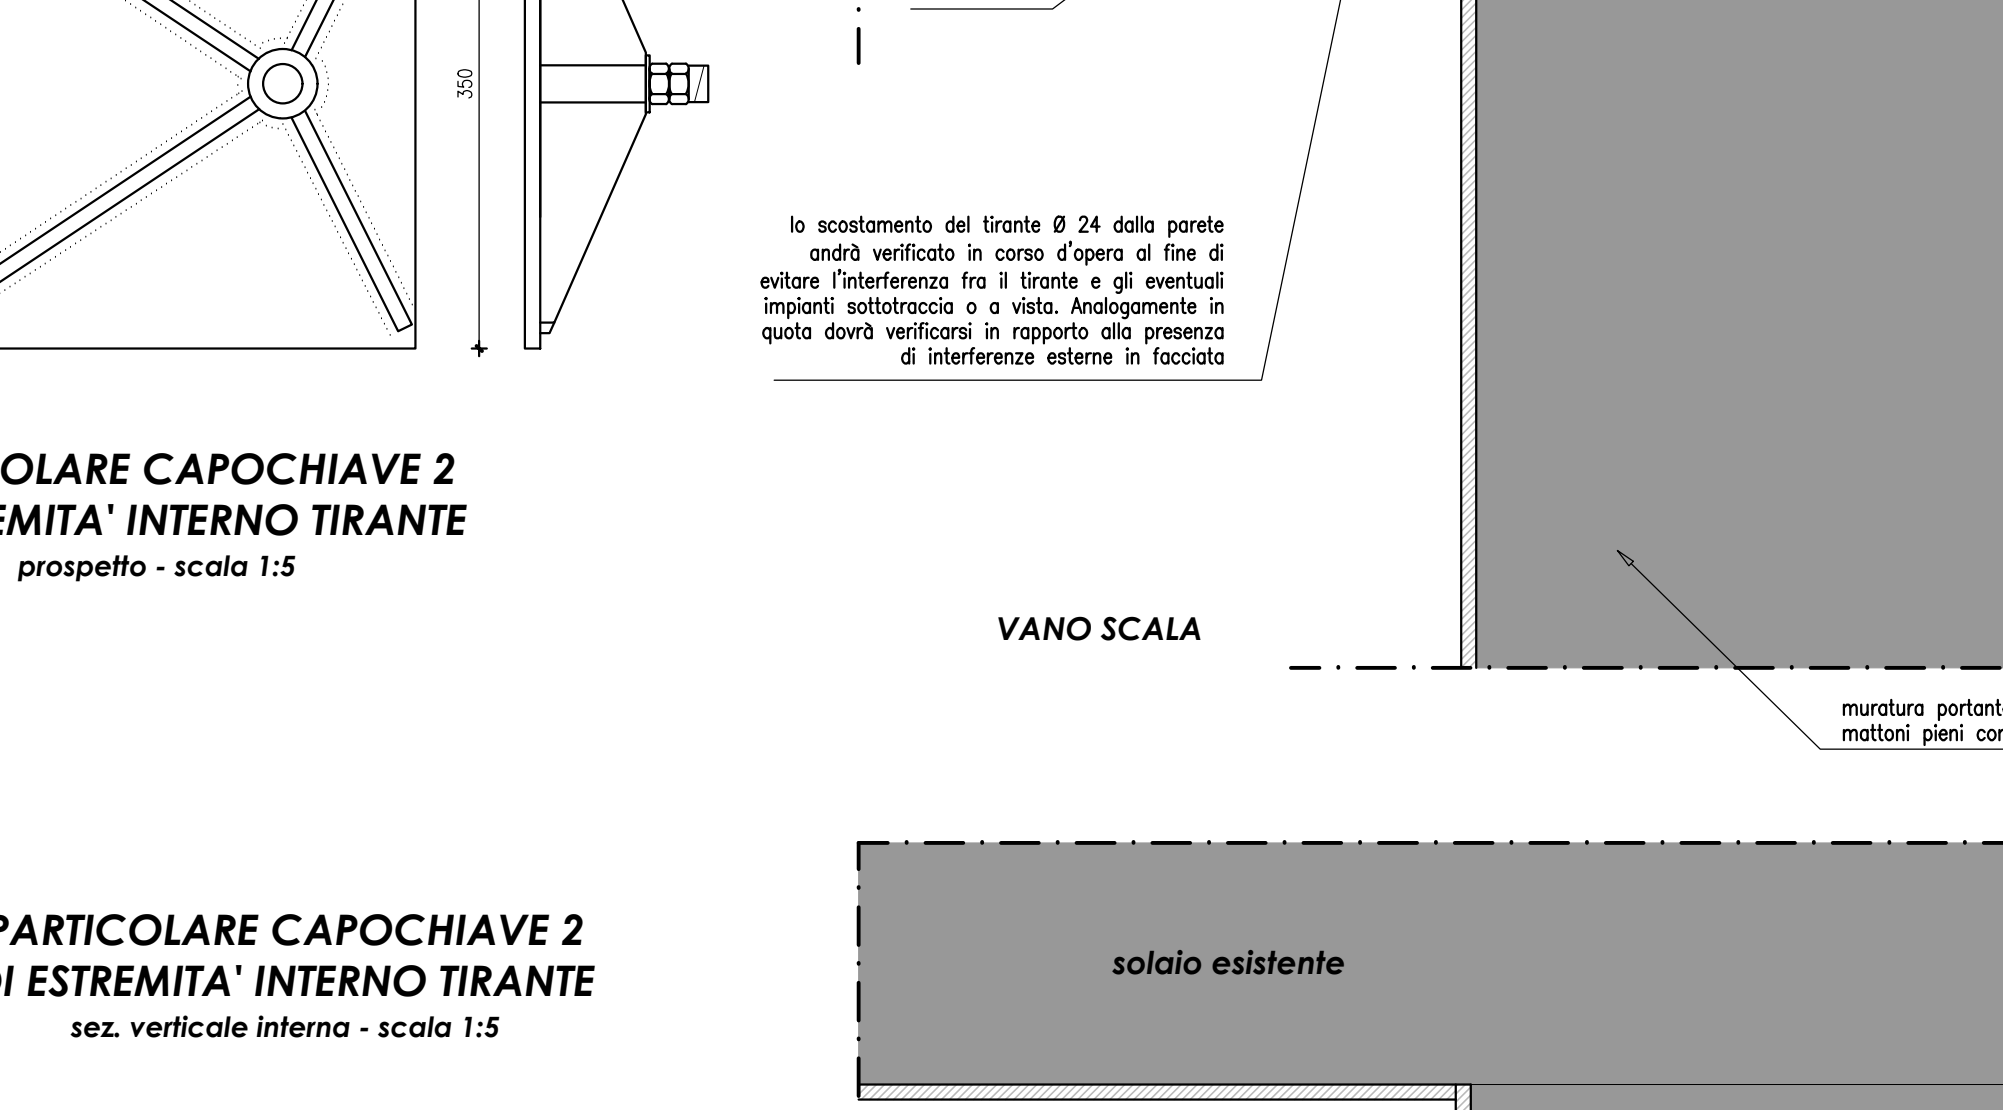 350
lo scostamento del tirante Ø 24 dalla parete
andrà verificato in corso d'opera al fine di
evitare l'interferenza fra il tirante e gli eventuali
impianti sottotraccia o a vista. Analogamente in
quota dovrà verificarsi in rapporto alla presenza
di interferenze esterne in facciata
OLARE CAPOCHIAVE 2
EMITA' INTERNO TIRANTE
prospetto - scala 1:5
VANO SCALA
muratura portant
mattoni pieni con
PARTICOLARE CAPOCHIAVE 2
DI ESTREMITA' INTERNO TIRANTE
sez. verticale interna - scala 1:5
solaio esistente